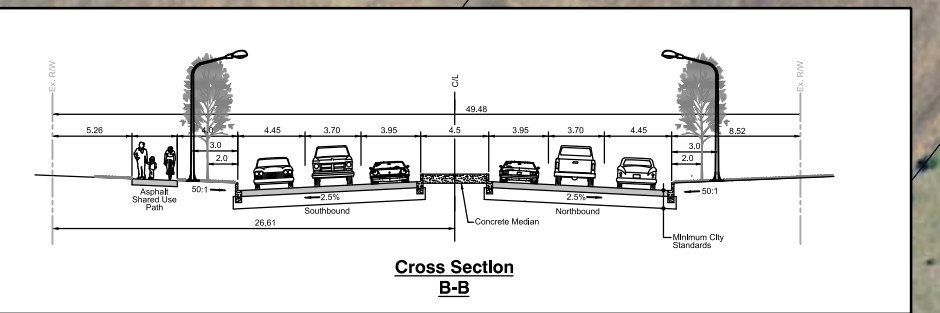 Ex. R/W
C/L
Ex. R/W
49.48
5.26
4.0
4.45
3.70
3.95
4.5
3.95
3.70
4.45
8.52
3.0
2.0
3.0
2.0
50:1
2.5%
2.5%
50:1
Asphalt
Shared Use
Path
Southbound
Northbound
Concrete Median
26.61
Minimum City
Standards
Cross Section
B-B